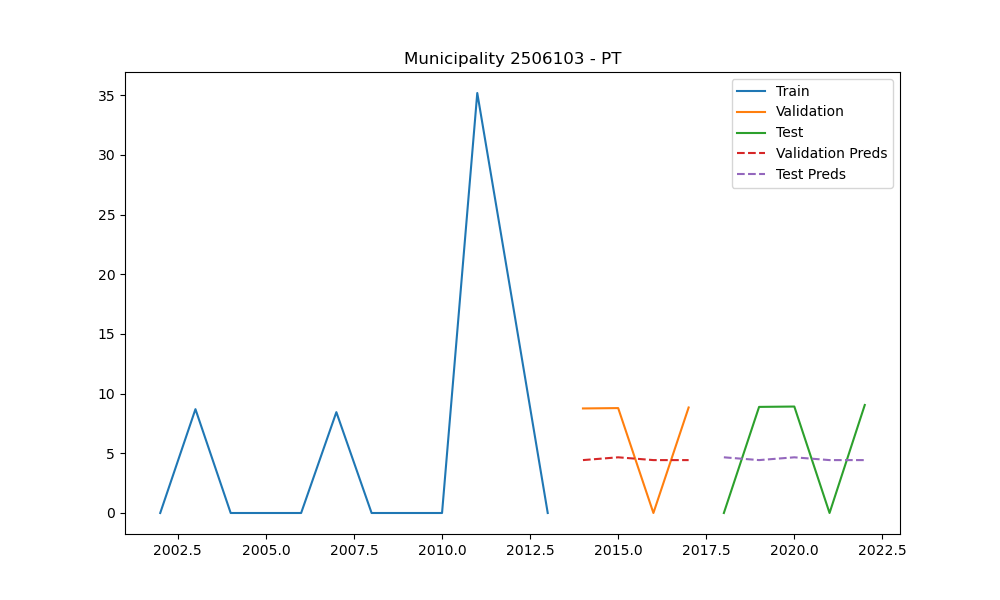 Municipality 2506103 - PT
35
30
25
20
15
10
5
0
2002.5 2005.0 2007.5 2010.0 2012.5 2015.0 2017.5 2020.0 2022.5
Train
Validation
Test
Validation Preds
Test Preds